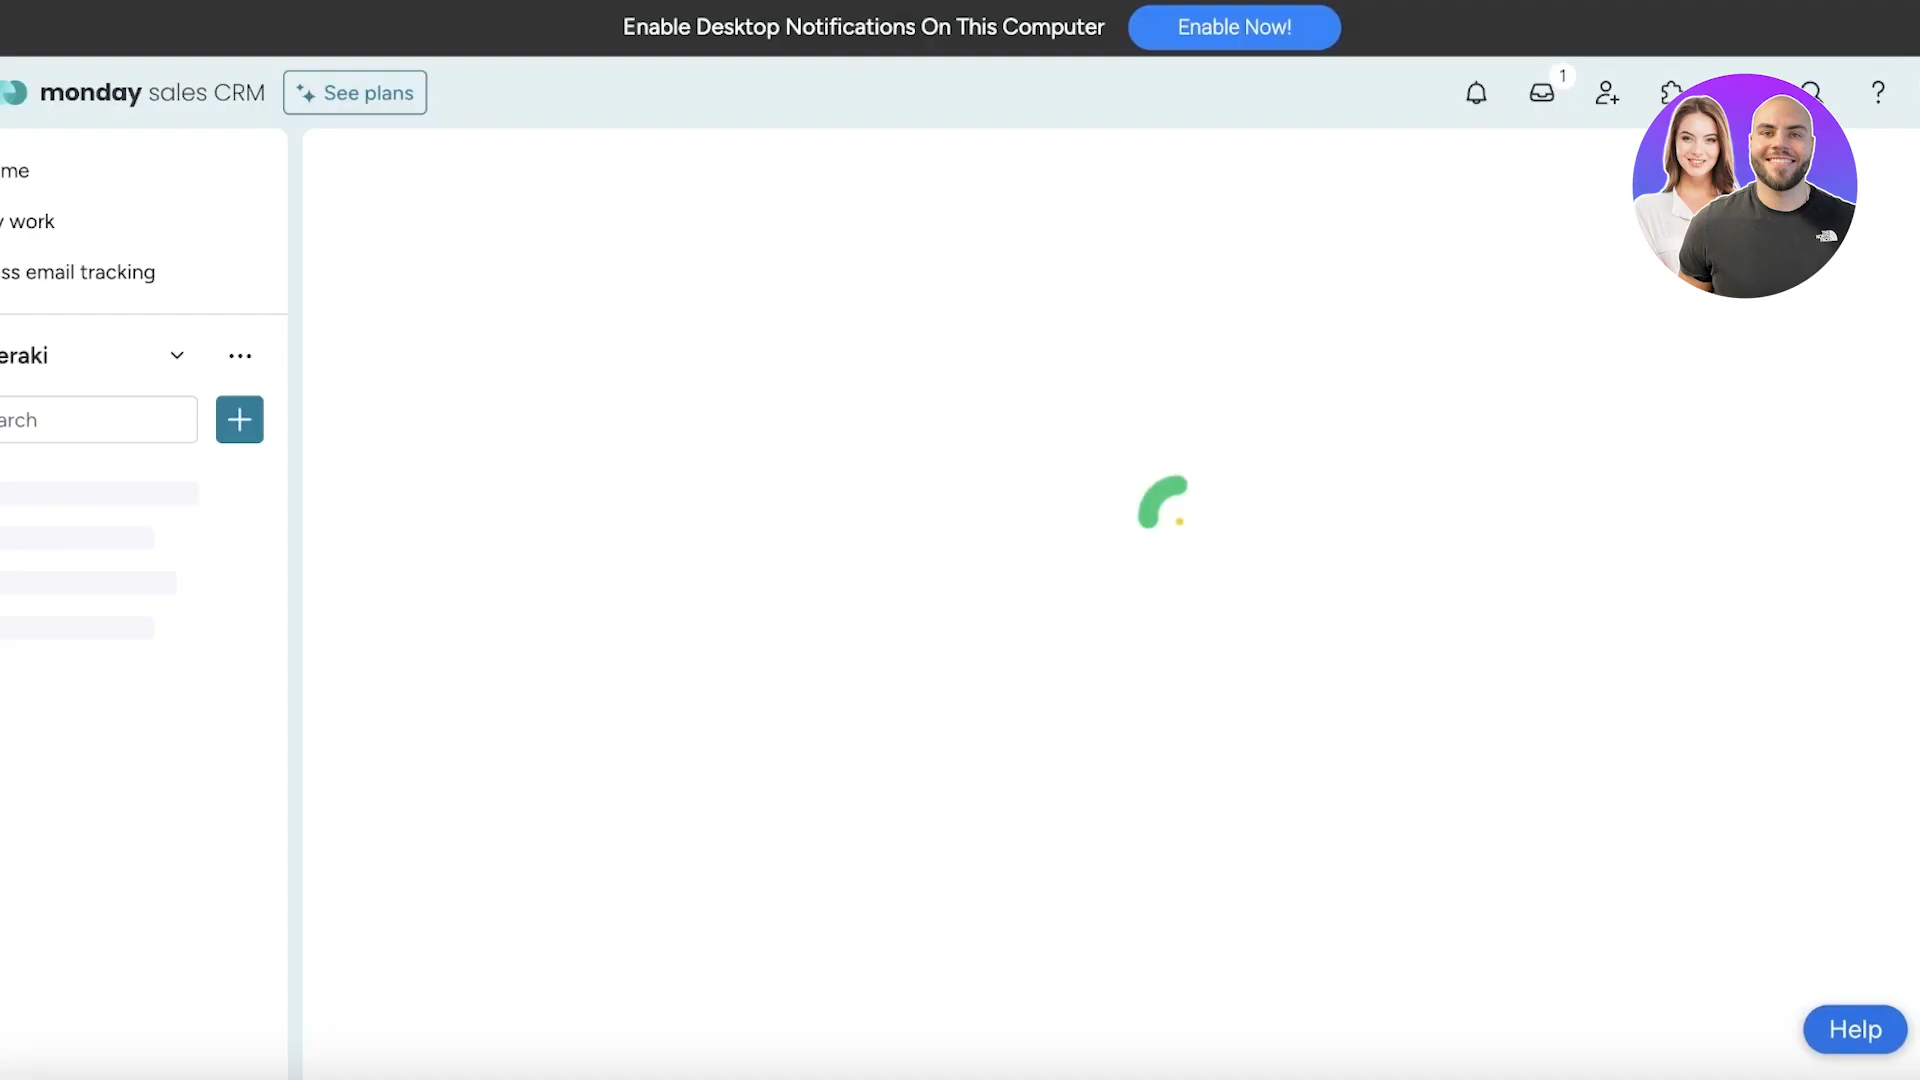 Enable Desktop Notifications On This Computer Enable Now!
monday sales CRM See plans 1 ?
me
work
ss email tracking
eraki
arch
Help